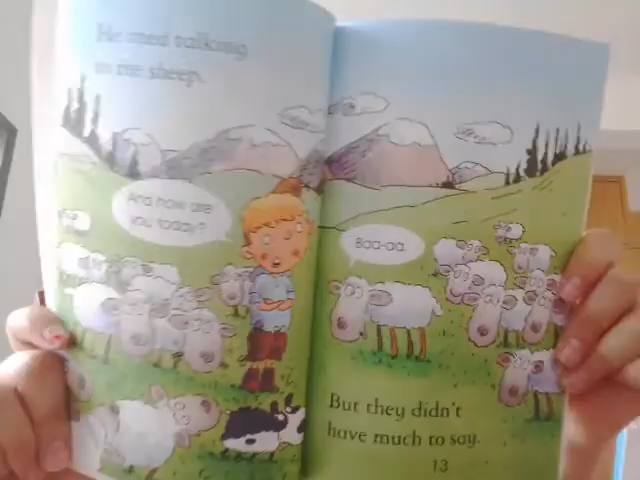 He tried talking
to the sheep.
And how are
you today?
Baa-aa.
But they didn't
have much to say.
13